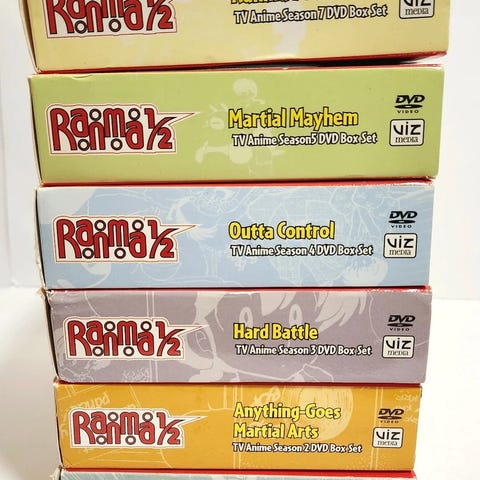 Ranma 1/2
TV Anime Season 7 DVD Box Set
VIZ
media
Ranma 1/2
Martial Mayhem
TV Anime Season 5 DVD Box Set
DVD
VIDEO
VIZ
media
Ranma 1/2
Outta Control
TV Anime Season 4 DVD Box Set
DVD
VIDEO
VIZ
media
Ranma 1/2
Hard Battle
TV Anime Season 3 DVD Box Set
DVD
VIDEO
VIZ
media
Ranma 1/2
Anything-Goes
Martial Arts
TV Anime Season 2 DVD Box Set
DVD
VIDEO
VIZ
media